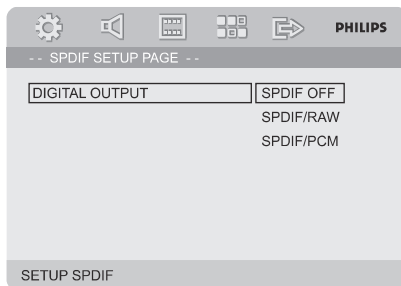 PHILIPS
-- SPDIF SETUP PAGE --
DIGITAL OUTPUT SPDIF OFF
SPDIF/RAW
SPDIF/PCM
SETUP SPDIF